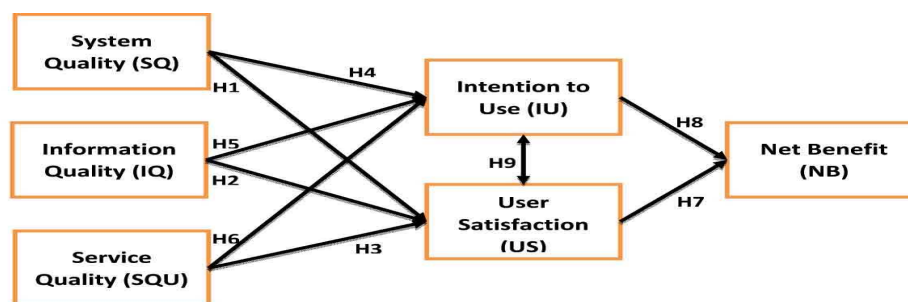 System
Quality (SQ)
H4
H1
Intention to
Use (IU)
Information
Quality (IQ)
H5
H2
H9
H8
Net Benefit
(NB)
User
Satisfaction
(US)
H7
Service
Quality (SQU)
H6
H3